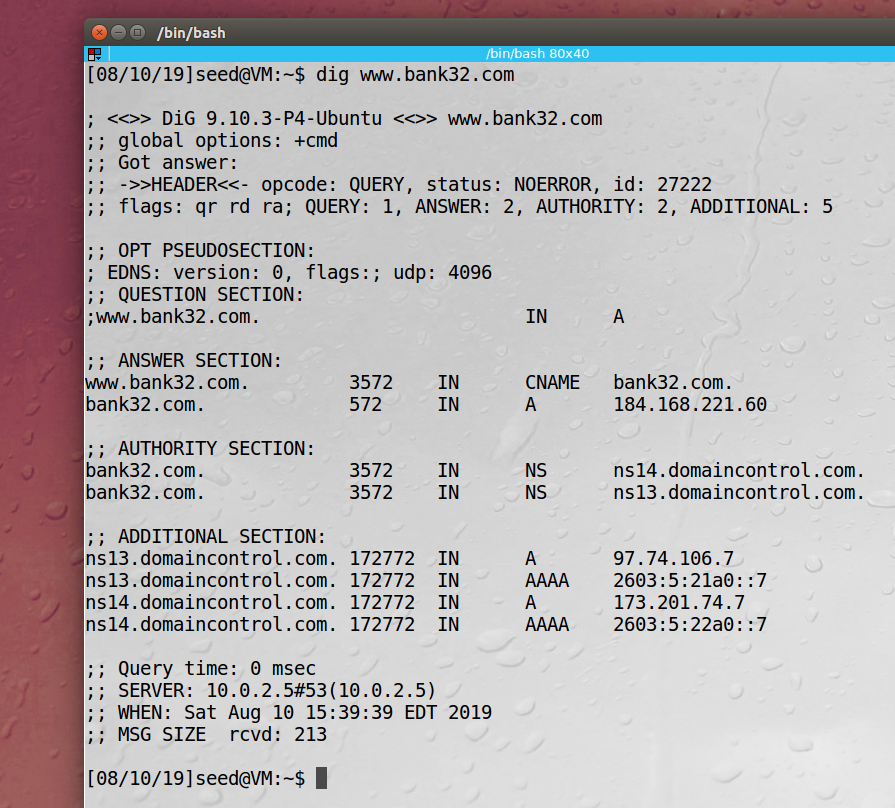 /bin/bash
/bin/bash 80x40
[08/10/19]seed@VM:~$ dig www.bank32.com
; <<>> DiG 9.10.3-P4-Ubuntu <<>> www.bank32.com
;; global options: +cmd
;; Got answer:
;; ->>HEADER<<- opcode: QUERY, status: NOERROR, id: 27222
;; flags: qr rd ra; QUERY: 1, ANSWER: 2, AUTHORITY: 2, ADDITIONAL: 5
;; OPT PSEUDOSECTION:
; EDNS: version: 0, flags:; udp: 4096
;; QUESTION SECTION:
;www.bank32.com.			IN	A
;; ANSWER SECTION:
www.bank32.com.		3572	IN	CNAME	bank32.com.
bank32.com.		572	IN	A	184.168.221.60
;; AUTHORITY SECTION:
bank32.com.		3572	IN	NS	ns14.domaincontrol.com.
bank32.com.		3572	IN	NS	ns13.domaincontrol.com.
;; ADDITIONAL SECTION:
ns13.domaincontrol.com.	172772	IN	A	97.74.106.7
ns13.domaincontrol.com.	172772	IN	AAAA	2603:5:21a0::7
ns14.domaincontrol.com.	172772	IN	A	173.201.74.7
ns14.domaincontrol.com.	172772	IN	AAAA	2603:5:22a0::7
;; Query time: 0 msec
;; SERVER: 10.0.2.5#53(10.0.2.5)
;; WHEN: Sat Aug 10 15:39:39 EDT 2019
;; MSG SIZE  rcvd: 213
[08/10/19]seed@VM:~$